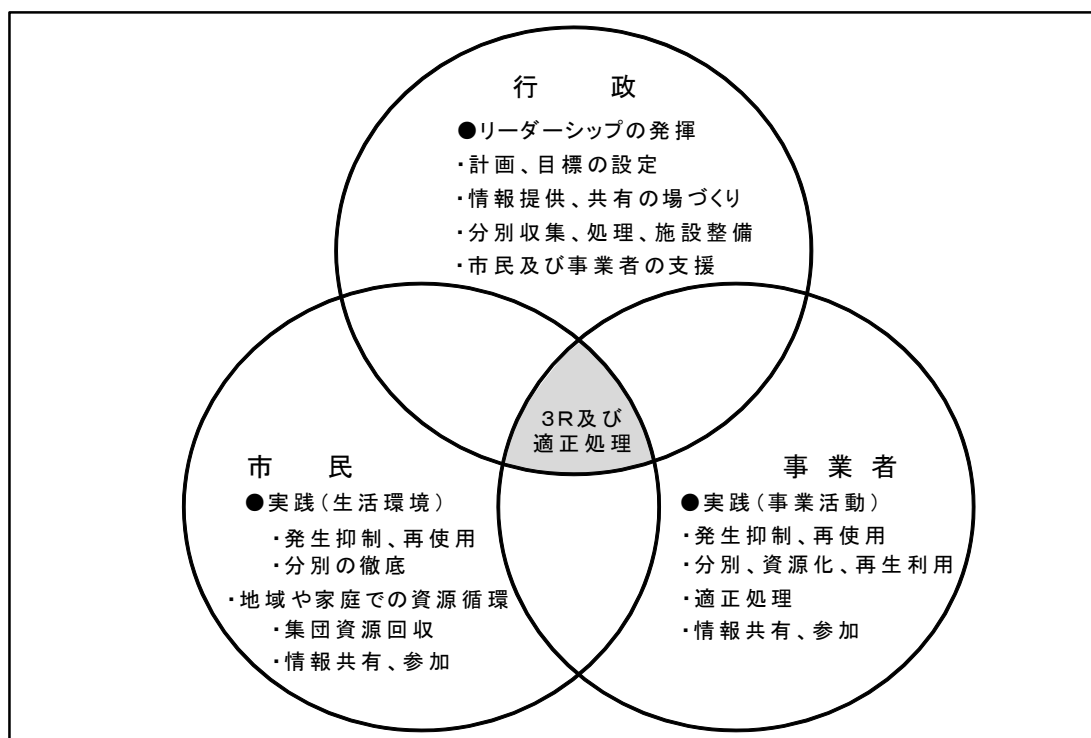 行政
●リーダーシップの発揮
・計画、目標の設定
・情報提供、共有の場づくり
・分別収集、処理、施設整備
・市民及び事業者の支援
3R及び
適正処理
市民
●実践(生活環境)
・発生抑制、再使用
・分別の徹底
・地域や家庭での資源循環
・集団資源回収
・情報共有、参加
事業者
●実践(事業活動)
・発生抑制、再使用
・分別、資源化、再生利用
・適正処理
・情報共有、参加